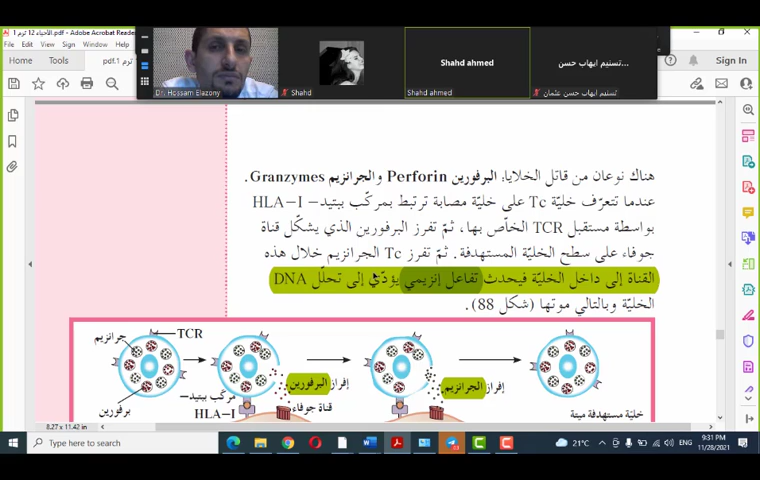 الأحياء 12 ترم 1.pdf - Adobe Acrobat Reader
File Edit View Sign Window Help
Home Tools
Sign In
Dr. Hossam Elazony
Shahd
Shahd ahmed
Shahd ahmed
تسنيم ايهاب حسن...
تسنيم ايهاب حسن عثمان
هناك نوعان من قاتل الخلايا: البرفورين Perforin والجرانزيم Granzymes.
عندما تتعرّف خليّة Tc على خليّة مصابة ترتبط بمركّب ببتيد– HLA–I
بواسطة مستقبل TCR الخاصّ بها، ثمّ تفرز البرفورين الذي يشكّل قناة
جوفاء على سطح الخليّة المستهدفة. ثمّ تفرز Tc الجرانزيم خلال هذه
القناة إلى داخل الخليّة فيحدث تفاعل إنزيمي يؤدّي إلى تحلّل DNA
الخليّة وبالتالي موتها (شكل 88).
TCR
جرانزيم
برفورين
مركّب ببتيد–
HLA–I
إفراز البرفورين
قناة جوفاء
إفراز الجرانزيم
خليّة مستهدفة ميتة
8.27 x 11.42 in
Type here to search
21°C
ENG
9:31 PM
11/28/2021